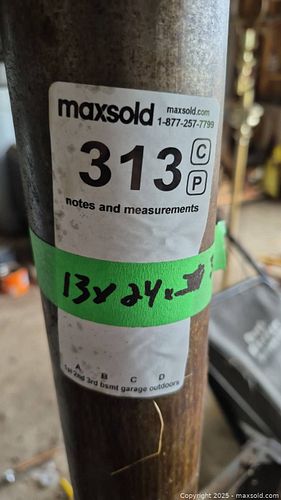 maxsold maxsold.com
1-877-257-7799
313 C
P
notes and measurements
13x24x
A B C D
1st 2nd 3rd bsmt garage outdoors
Copyright 2025 - maxsold.com